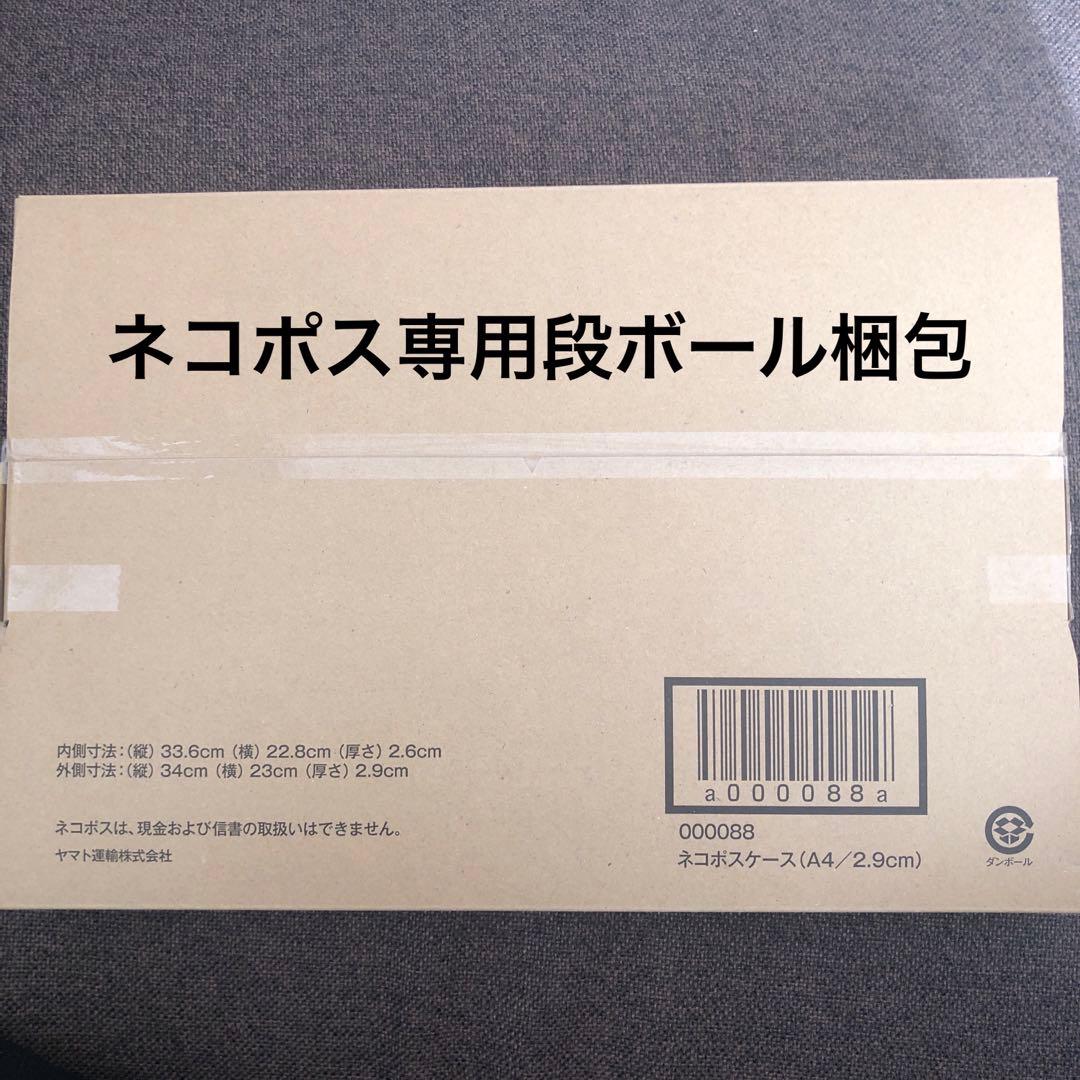 ネコポス専用段ボール梱包
内側寸法：（縦）33.6cm（横）22.8cm（厚さ）2.6cm
外側寸法：（縦）34cm（横）23cm（厚さ）2.9cm
ネコポスは、現金および信書の取扱いはできません。
ヤマト運輸株式会社
a000088a
000088
ネコポスケース（A4／2.9cm）
ダンボール